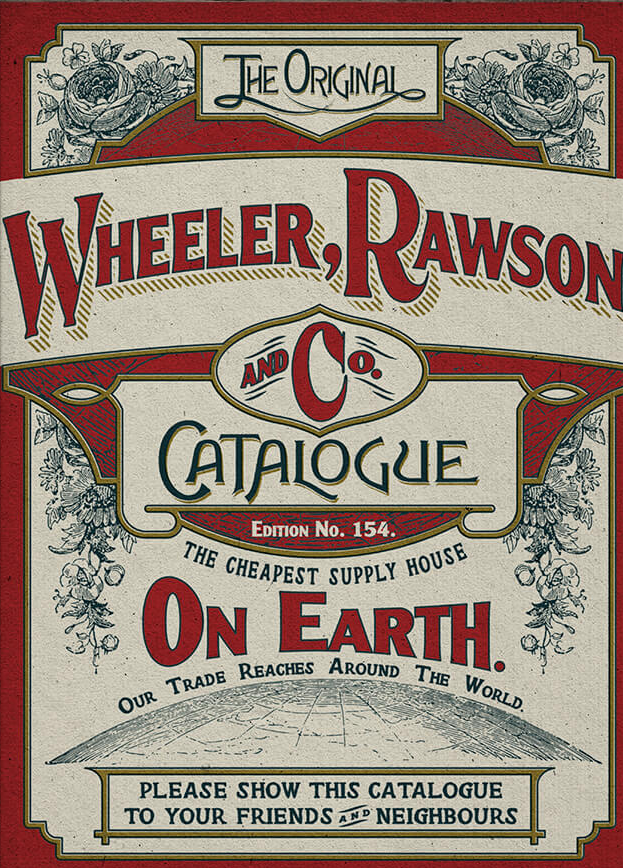 The Original
Wheeler, Rawson
and Co.
Catalogue
Edition No. 154.
THE CHEAPEST SUPPLY HOUSE
On Earth.
Our Trade Reaches Around The World.
PLEASE SHOW THIS CATALOGUE
TO YOUR FRIENDS AND NEIGHBOURS